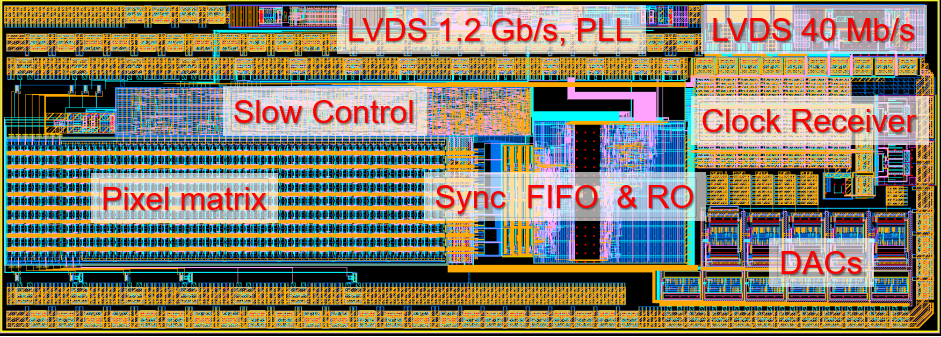 LVDS 1.2 Gb/s, PLL
LVDS 40 Mb/s
Slow Control
Clock Receiver
Pixel matrix
Sync FIFO & RO
DACs